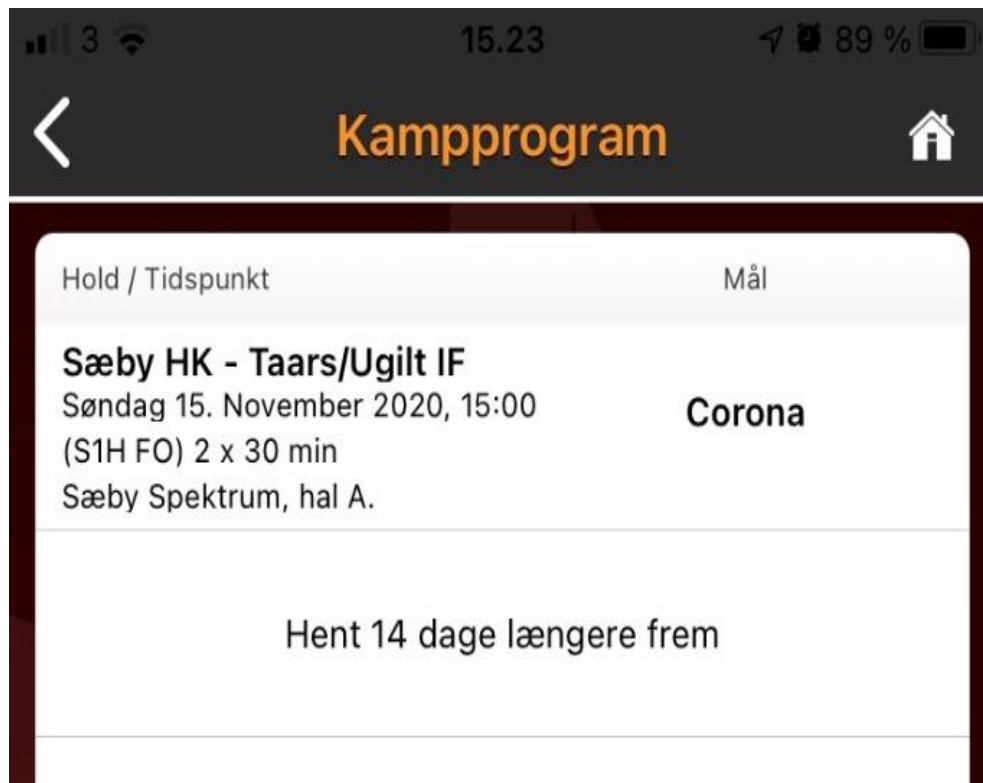 3 15.23 89 %
Kampprogram
Hold / Tidspunkt Mål
Sæby HK - Taars/Ugilt IF
Søndag 15. November 2020, 15:00
Corona
(S1H FO) 2 x 30 min
Sæby Spektrum, hal A.
Hent 14 dage længere frem